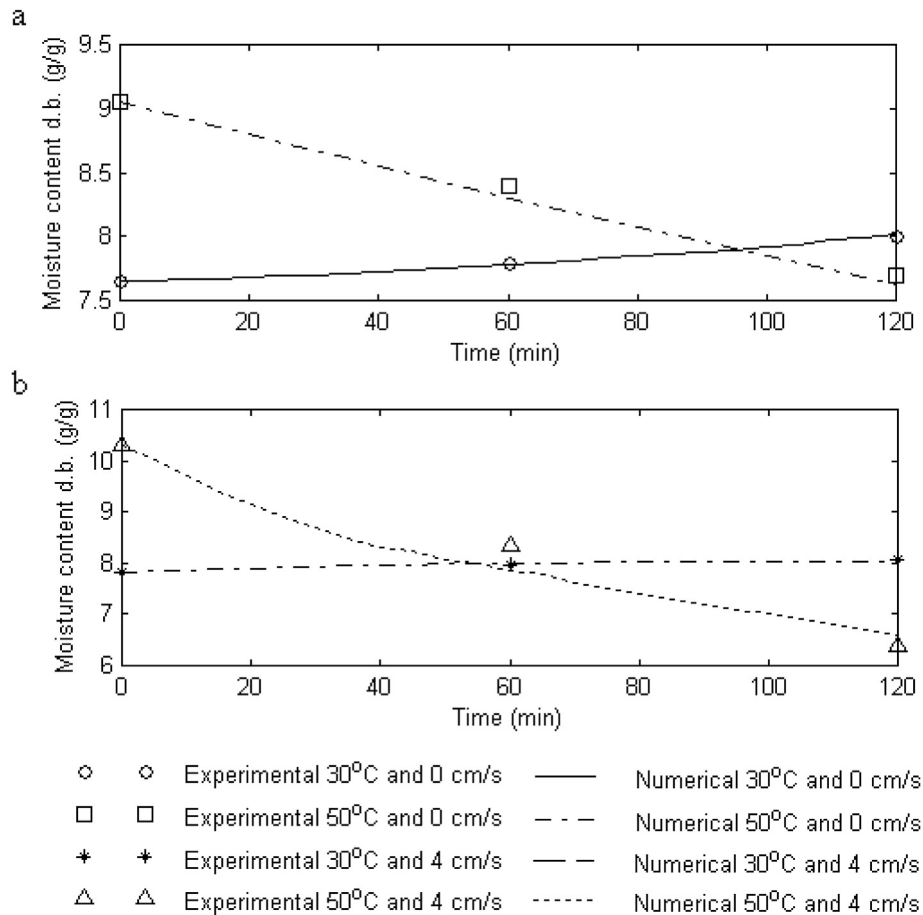 a
Moisture content d.b. (g/g)
9.5
9
8.5
8
7.5
0 20 40 60 80 100 120
Time (min)
b
Moisture content d.b. (g/g)
11
10
9
8
7
6
0 20 40 60 80 100 120
Time (min)
Experimental 30°C and 0 cm/s Numerical 30°C and 0 cm/s
Experimental 50°C and 0 cm/s Numerical 50°C and 0 cm/s
Experimental 30°C and 4 cm/s Numerical 30°C and 4 cm/s
Experimental 50°C and 4 cm/s Numerical 50°C and 4 cm/s